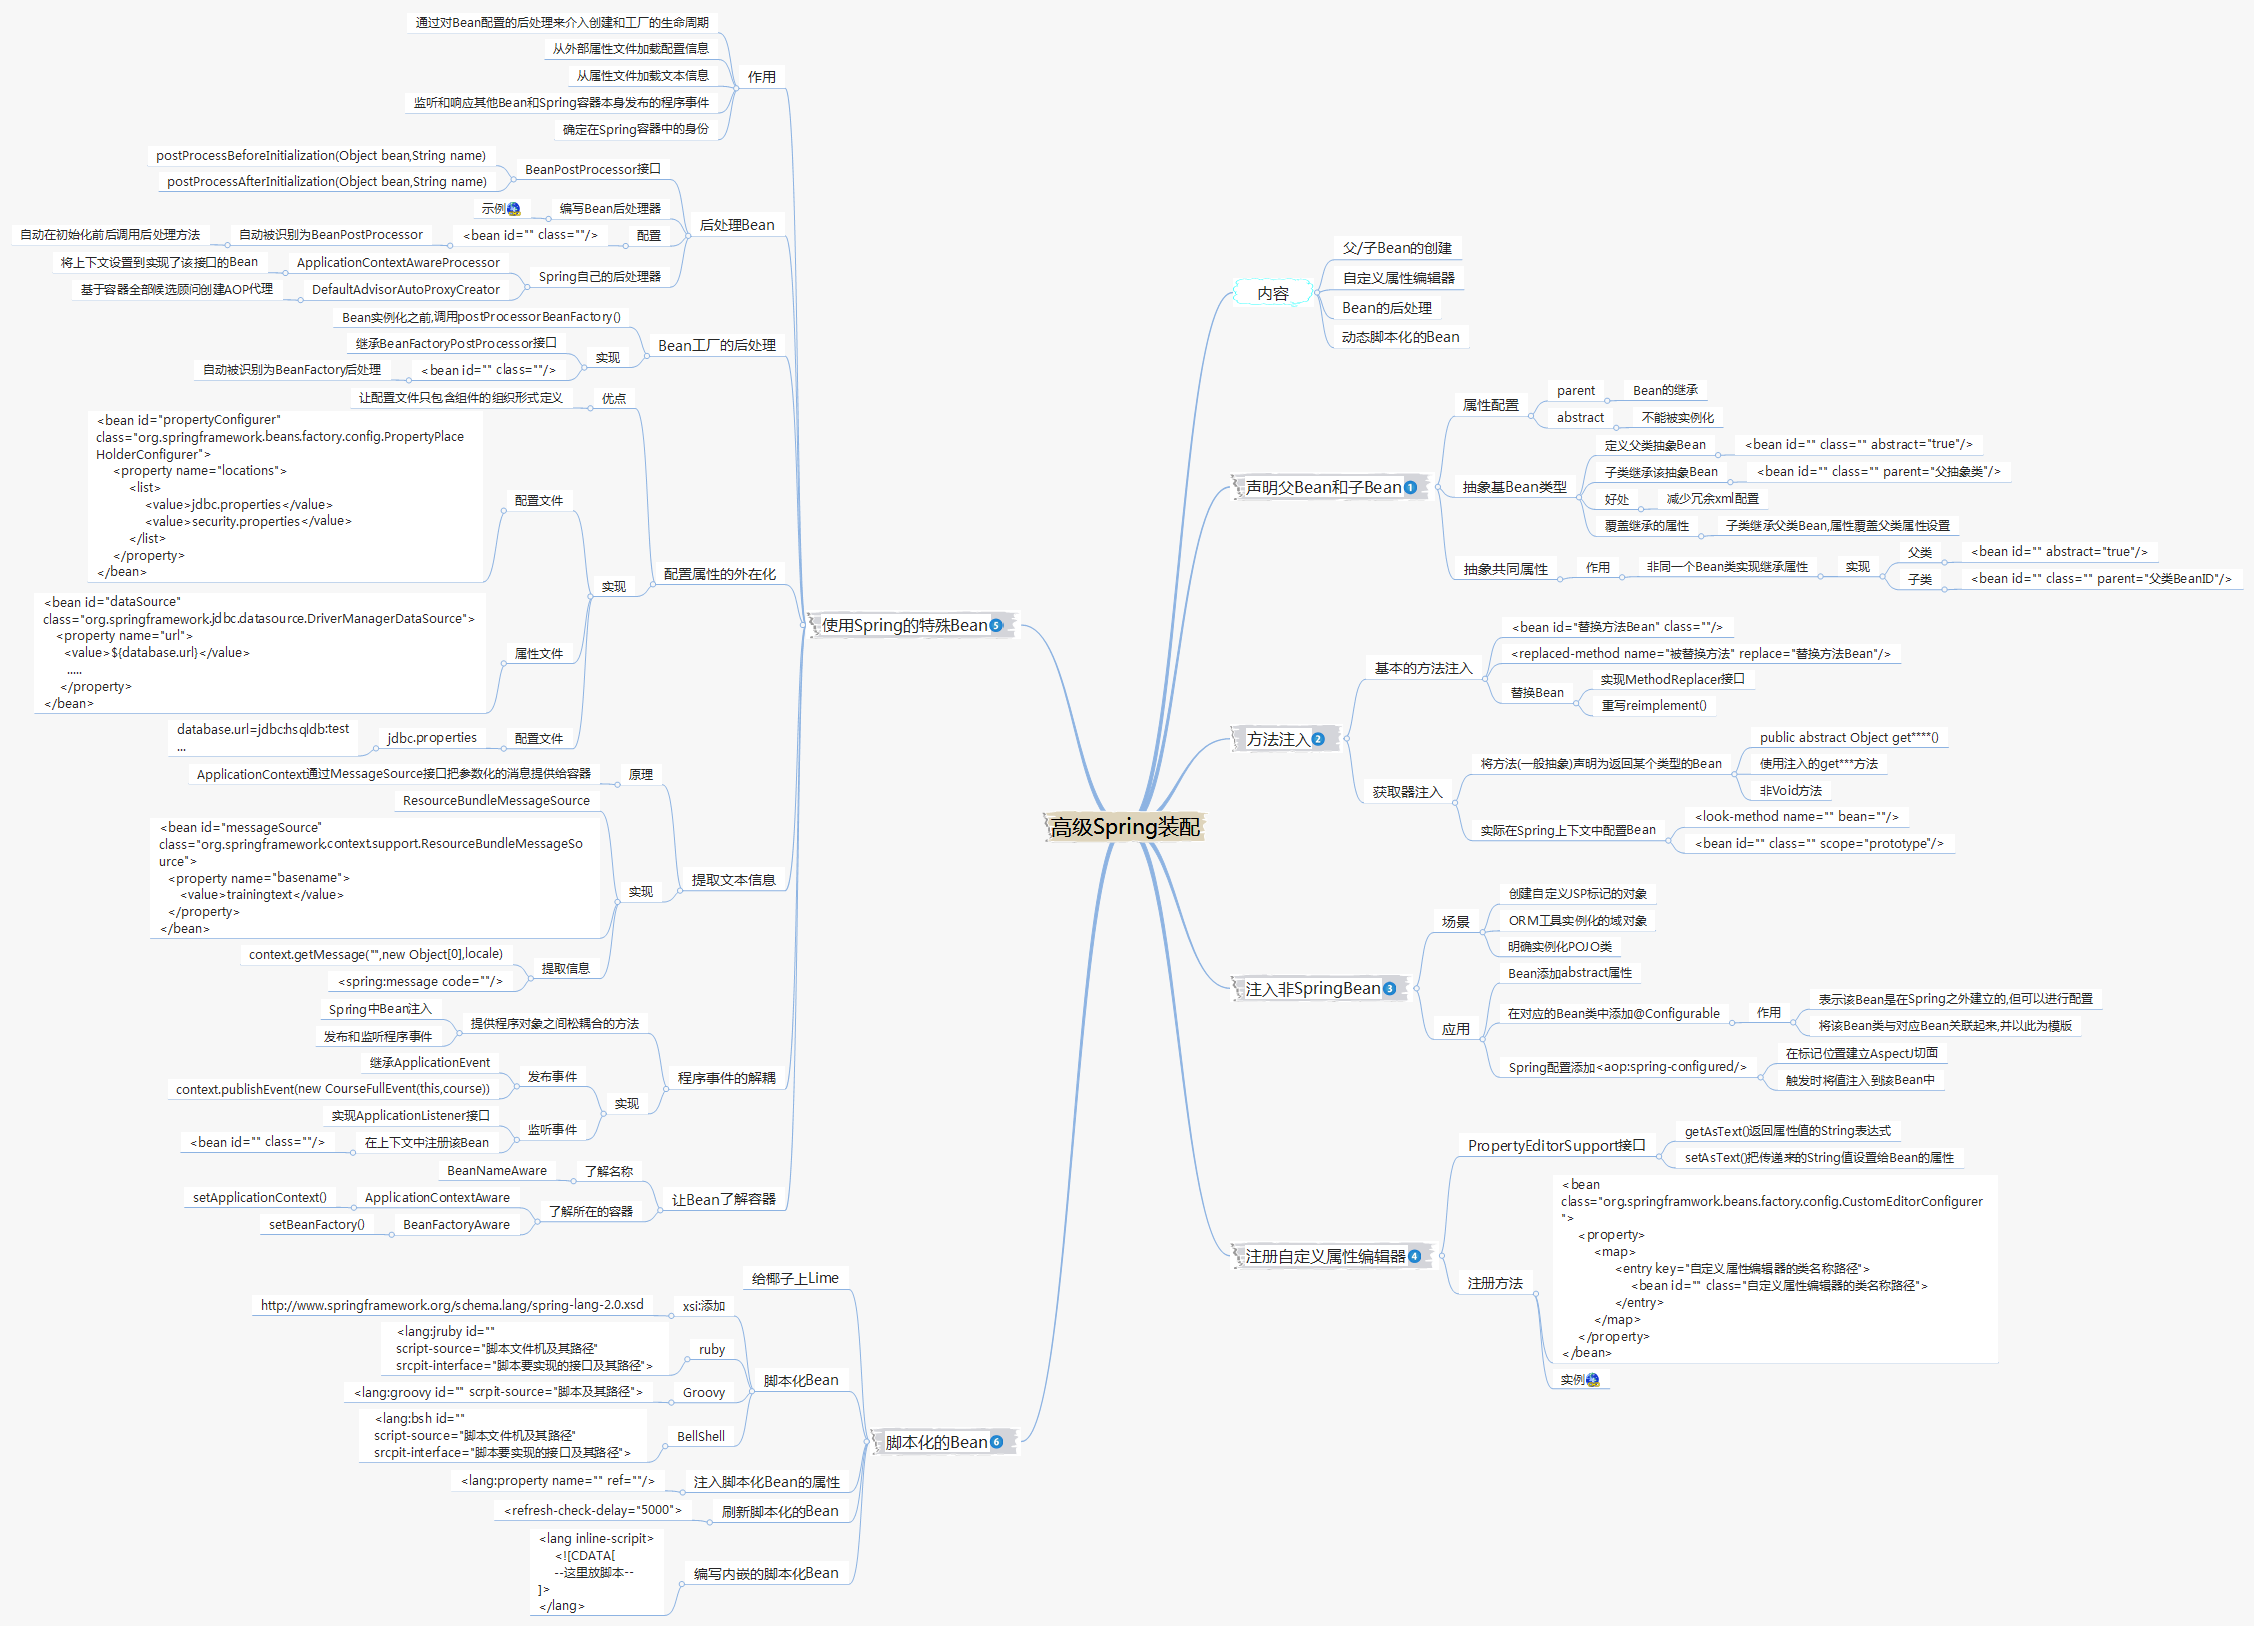 高级Spring装配
内容
父/子Bean的创建
自定义属性编辑器
Bean的后处理
动态脚本化的Bean
声明父Bean和子Bean 1
属性配置
parent
Bean的继承
abstract
不能被实例化
抽象基Bean类型
定义父类抽象Bean
<bean id="" class="" abstract="true"/>
子类继承该抽象Bean
<bean id="" class="" parent="父抽象类"/>
好处
减少冗余xml配置
覆盖继承的属性
子类继承父类Bean,属性覆盖父类属性设置
抽象共同属性
作用
非同一个Bean类实现继承属性
实现
父类
<bean id="" abstract="true"/>
子类
<bean id="" class="" parent="父类BeanID"/>
方法注入 2
基本的方法注入
<bean id="替换方法Bean" class=""/>
<replaced-method name="被替换方法" replace="替换方法Bean"/>
替换Bean
实现MethodReplacer接口
重写reimplement()
获取器注入
将方法(一般抽象)声明为返回某个类型的Bean
public abstract Object get****()
使用注入的get***方法
非Void方法
实际在Spring上下文中配置Bean
<look-method name="" bean=""/>
<bean id="" class="" scope="prototype"/>
注入非SpringBean 3
场景
创建自定义JSP标记的对象
ORM工具实例化的域对象
明确实例化POJO类
应用
Bean添加abstract属性
在对应的Bean类中添加@Configurable
作用
表示该Bean是在Spring之外建立的,但可以进行配置
将该Bean类与对应Bean关联起来,并以此为模版
Spring配置添加<aop:spring-configured/>
在标记位置建立AspectJ切面
触发时将值注入到该Bean中
注册自定义属性编辑器 4
PropertyEditorSupport接口
getAsText()返回属性值的String表达式
setAsText()把传递来的String值设置给Bean的属性
注册方法
<bean
class="org.springframwork.beans.factory.config.CustomEditorConfigurer
">
<property>
<map>
<entry key="自定义属性编辑器的类名称路径">
<bean id="" class="自定义属性编辑器的类名称路径">
</entry>
</map>
</property>
</bean>
实例
使用Spring的特殊Bean 5
作用
通过对Bean配置的后处理来介入创建和工厂的生命周期
从外部属性文件加载配置信息
从属性文件加载文本信息
监听和响应其他Bean和Spring容器本身发布的程序事件
确定在Spring容器中的身份
后处理Bean
BeanPostProcessor接口
postProcessBeforeInitialization(Object bean,String name)
postProcessAfterInitialization(Object bean,String name)
编写Bean后处理器
示例
配置
<bean id="" class=""/>
自动被识别为BeanPostProcessor
自动在初始化前后调用后处理方法
Spring自己的后处理器
ApplicationContextAwareProcessor
将上下文设置到实现了该接口的Bean
DefaultAdvisorAutoProxyCreator
基于容器全部候选顾问创建AOP代理
Bean工厂的后处理
Bean实例化之前,调用postProcessorBeanFactory()
实现
继承BeanFactoryPostProcessor接口
<bean id="" class=""/>
自动被识别为BeanFactory后处理
配置属性的外在化
优点
让配置文件只包含组件的组织形式定义
实现
配置文件
<bean id="propertyConfigurer"
class="org.springframework.beans.factory.config.PropertyPlace
HolderConfigurer">
<property name="locations">
<list>
<value>jdbc.properties</value>
<value>security.properties</value>
</list>
</property>
</bean>
属性文件
<bean id="dataSource"
class="org.springframework.jdbc.datasource.DriverManagerDataSource">
<property name="url">
<value>${database.url}</value>
.....
</property>
</bean>
配置文件
jdbc.properties
database.url=jdbc:hsqldb:test
...
提取文本信息
原理
ApplicationContext通过MessageSource接口把参数化的消息提供给容器
实现
ResourceBundleMessageSource
<bean id="messageSource"
class="org.springframework.context.support.ResourceBundleMessageSo
urce">
<property name="basename">
<value>trainingtext</value>
</property>
</bean>
提取信息
context.getMessage("",new Object[0],locale)
<spring:message code=""/>
程序事件的解耦
提供程序对象之间松耦合的方法
Spring中Bean注入
发布和监听程序事件
实现
发布事件
继承ApplicationEvent
context.publishEvent(new CourseFullEvent(this,course))
监听事件
实现ApplicationListener接口
在上下文中注册该Bean
<bean id="" class=""/>
让Bean了解容器
了解名称
BeanNameAware
了解所在的容器
ApplicationContextAware
setApplicationContext()
BeanFactoryAware
setBeanFactory()
脚本化的Bean 6
给椰子上Lime
脚本化Bean
xsi:添加
http://www.springframework.org/schema.lang/spring-lang-2.0.xsd
ruby
<lang:jruby id=""
script-source="脚本文件机及其路径"
srcpit-interface="脚本要实现的接口及其路径">
Groovy
<lang:groovy id="" scrpit-source="脚本及其路径">
BellShell
<lang:bsh id=""
script-source="脚本文件机及其路径"
srcpit-interface="脚本要实现的接口及其路径">
注入脚本化Bean的属性
<lang:property name="" ref=""/>
刷新脚本化的Bean
<refresh-check-delay="5000">
编写内嵌的脚本化Bean
<lang inline-scripit>
<![CDATA[
--这里放脚本--
]>
</lang>